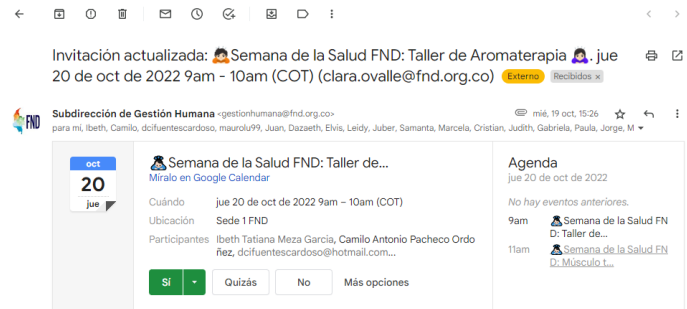 Invitación actualizada: 🙇🏻Semana de la Salud FND: Taller de Aromaterapia 🙇🏻. jue
20 de oct de 2022 9am - 10am (COT) (clara.ovalle@fnd.org.co) Externo Recibidos ×
FND
Subdirección de Gestión Humana <gestionhumana@fnd.org.co> mié, 19 oct, 15:26
para mí, Ibeth, Camilo, dcifuentescardoso, maurolu99, Juan, Dazaeth, Elvis, Leidy, Juber, Samanta, Marcela, Cristian, Judith, Gabriela, Paula, Jorge, M
oct
20
jue
Semana de la Salud FND: Taller de...
Míralo en Google Calendar
Cuándo jue 20 de oct de 2022 9am – 10am (COT)
Ubicación Sede 1 FND
Participantes Ibeth Tatiana Meza Garcia, Camilo Antonio Pacheco Ordo
ñez, dcifuentescardoso@hotmail.com...
Sí Quizás No Más opciones
Agenda
jue 20 de oct de 2022
No hay eventos anteriores.
9am Semana de la Salud FN
D: Taller de...
11am Semana de la Salud FN
D: Músculo t...